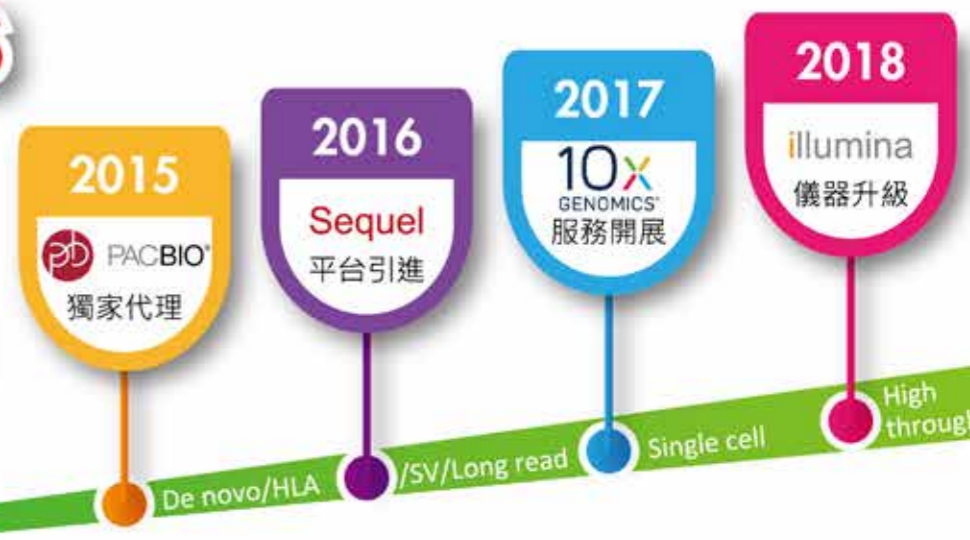 2015
PACBIO®
獨家代理
2016
Sequel
平台引進
2017
10x
GENOMICS®
服務開展
2018
illumina
儀器升級
De novo/HLA
/SV/Long read
Single cell
High